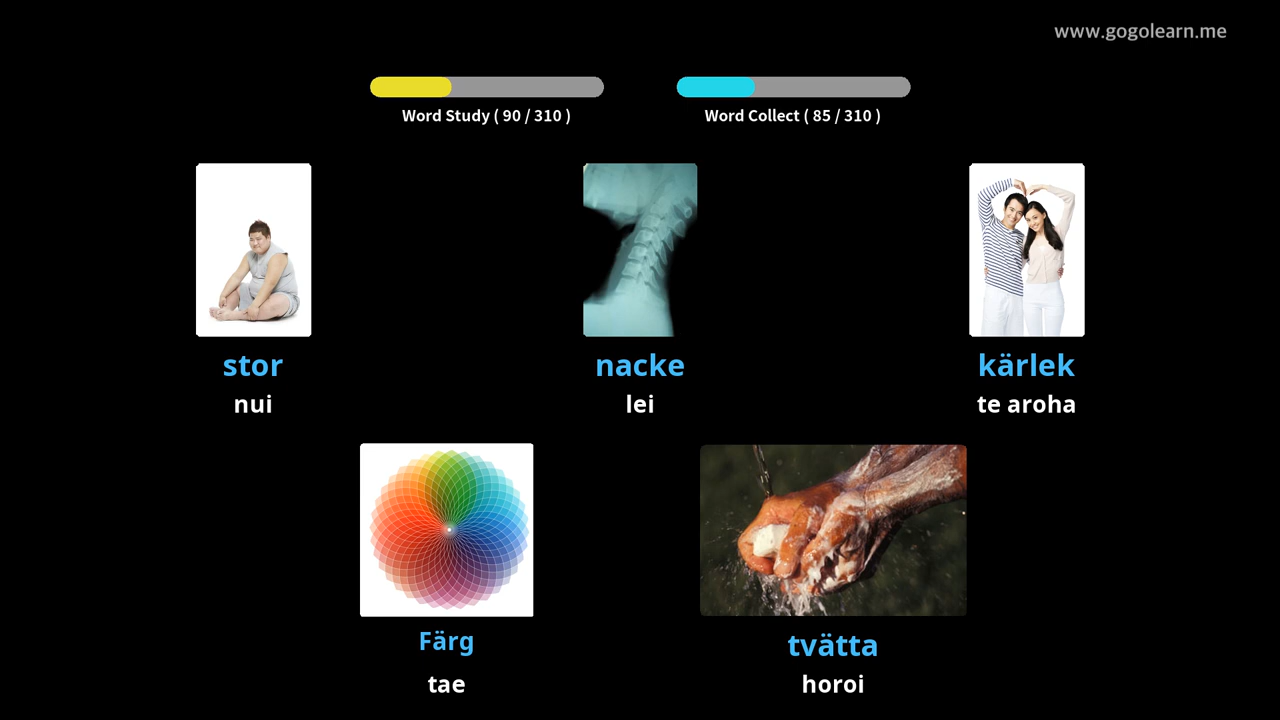 www.gogolearn.me
Word Study ( 90 / 310 )
Word Collect ( 85 / 310 )
stor
nui
nacke
lei
kärlek
te aroha
Färg
tae
tvätta
horoi